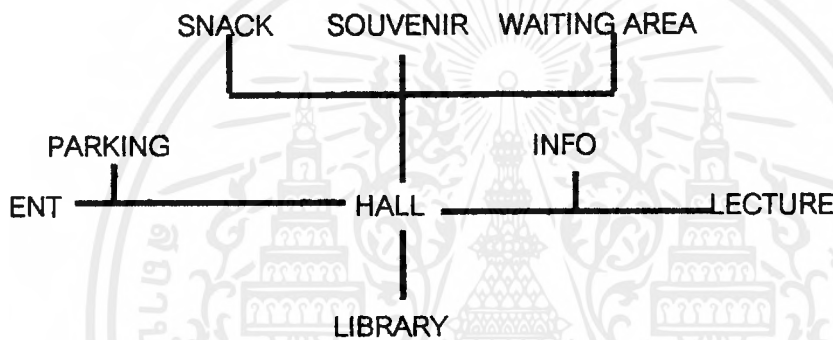 SNACK SOUVENIR WAITING AREA
PARKING INFO
ENT HALL LECTURE
LIBRARY